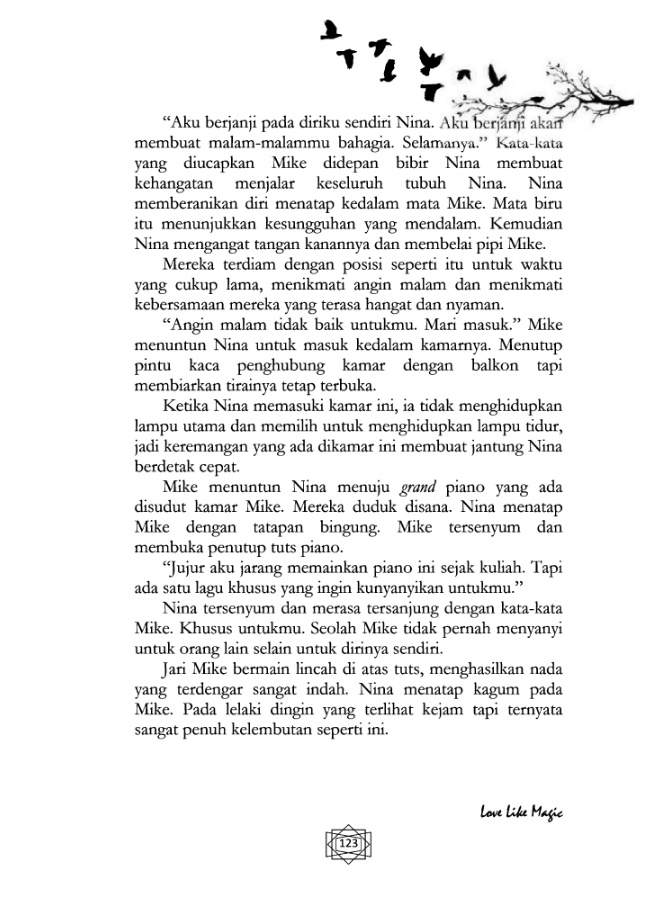 “Aku berjanji pada diriku sendiri Nina. Aku berjanji akan
membuat malam-malammu bahagia. Selamanya.” Kata-kata
yang diucapkan Mike didepan bibir Nina membuat
kehangatan menjalar keseluruh tubuh Nina. Nina
memberanikan diri menatap kedalam mata Mike. Mata biru
itu menunjukkan kesungguhan yang mendalam. Kemudian
Nina mengangat tangan kanannya dan membelai pipi Mike.
Mereka terdiam dengan posisi seperti itu untuk waktu
yang cukup lama, menikmati angin malam dan menikmati
kebersamaan mereka yang terasa hangat dan nyaman.
“Angin malam tidak baik untukmu. Mari masuk.” Mike
menuntun Nina untuk masuk kedalam kamarnya. Menutup
pintu kaca penghubung kamar dengan balkon tapi
membiarkan tirainya tetap terbuka.
Ketika Nina memasuki kamar ini, ia tidak menghidupkan
lampu utama dan memilih untuk menghidupkan lampu tidur,
jadi keremangan yang ada dikamar ini membuat jantung Nina
berdetak cepat.
Mike menuntun Nina menuju grand piano yang ada
disudut kamar Mike. Mereka duduk disana. Nina menatap
Mike dengan tatapan bingung. Mike tersenyum dan
membuka penutup tuts piano.
“Jujur aku jarang memainkan piano ini sejak kuliah. Tapi
ada satu lagu khusus yang ingin kunyanyikan untukmu.”
Nina tersenyum dan merasa tersanjung dengan kata-kata
Mike. Khusus untukmu. Seolah Mike tidak pernah menyanyi
untuk orang lain selain untuk dirinya sendiri.
Jari Mike bermain lincah di atas tuts, menghasilkan nada
yang terdengar sangat indah. Nina menatap kagum pada
Mike. Pada lelaki dingin yang terlihat kejam tapi ternyata
sangat penuh kelembutan seperti ini.
Love Like Magic
123